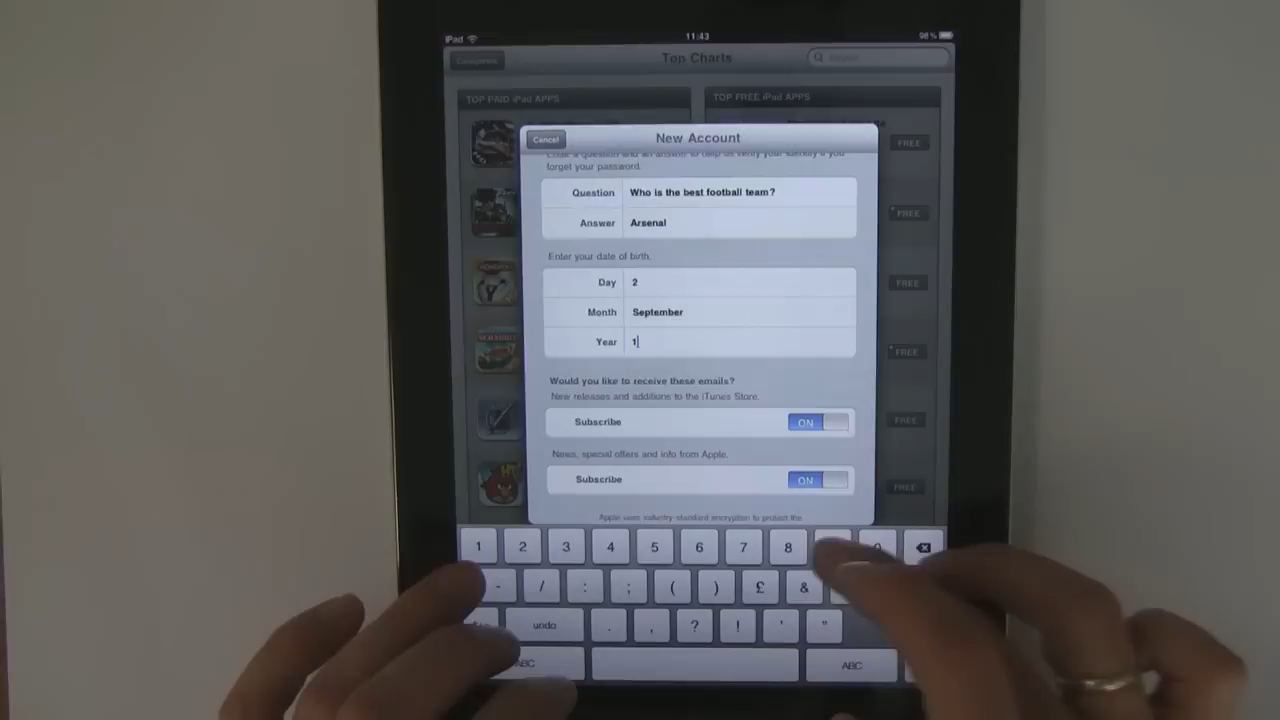 iPad 11:43 98%
Categories Top Charts
TOP PAID iPad APPS TOP FREE iPad APPS
Cancel New Account
forget your password.
Question Who is the best football team?
Answer Arsenal
Enter your date of birth.
Day 2
Month September
Year 1
Would you like to receive these emails?
New releases and additions to the iTunes Store.
Subscribe ON
News, special offers and info from Apple.
Subscribe ON
Apple uses industry-standard encryption to protect the
FREE
FREE
FREE
FREE
FREE
FREE
1 2 3 4 5 6 7 8
- / : ; ( ) £ &
undo . , ? ! ' "
ABC ABC